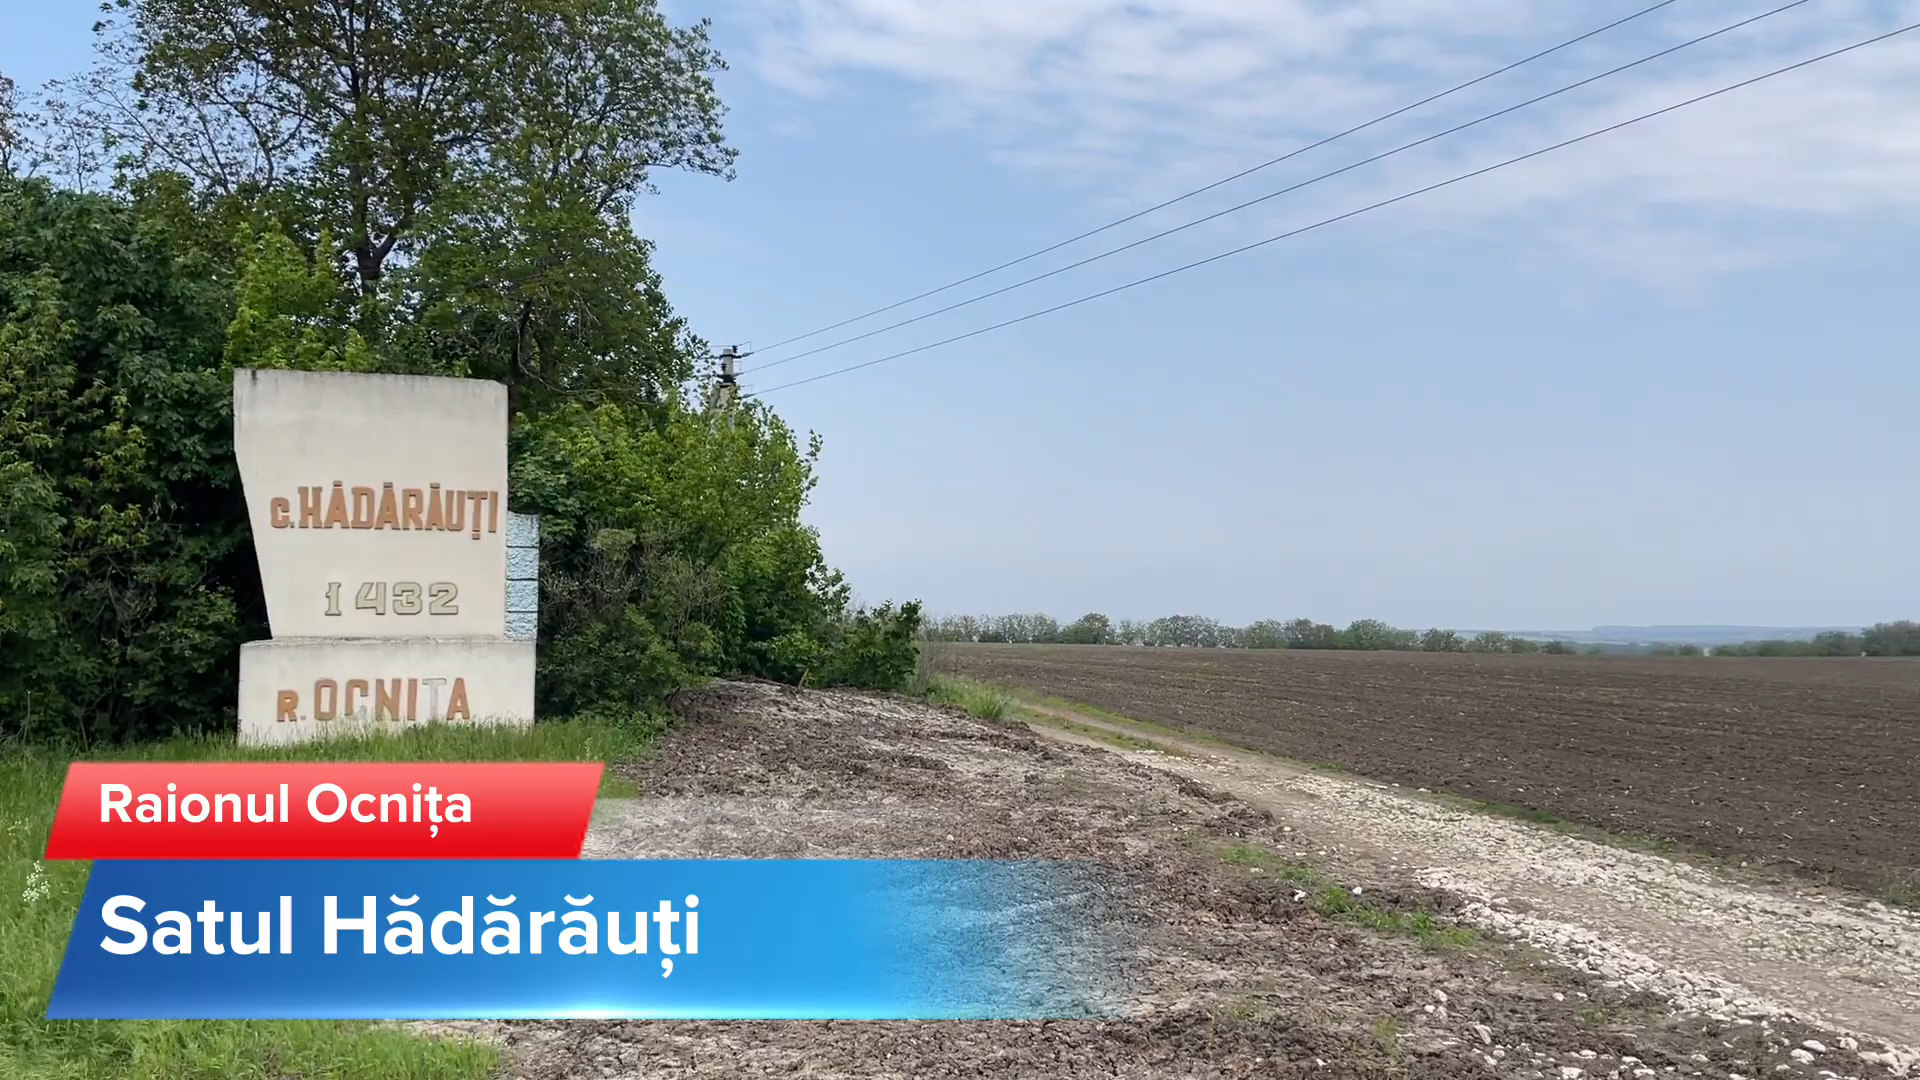 c. HĂDĂRĂUȚI
1432
R. OCNIȚA
Raionul Ocnița
Satul Hădărăuți